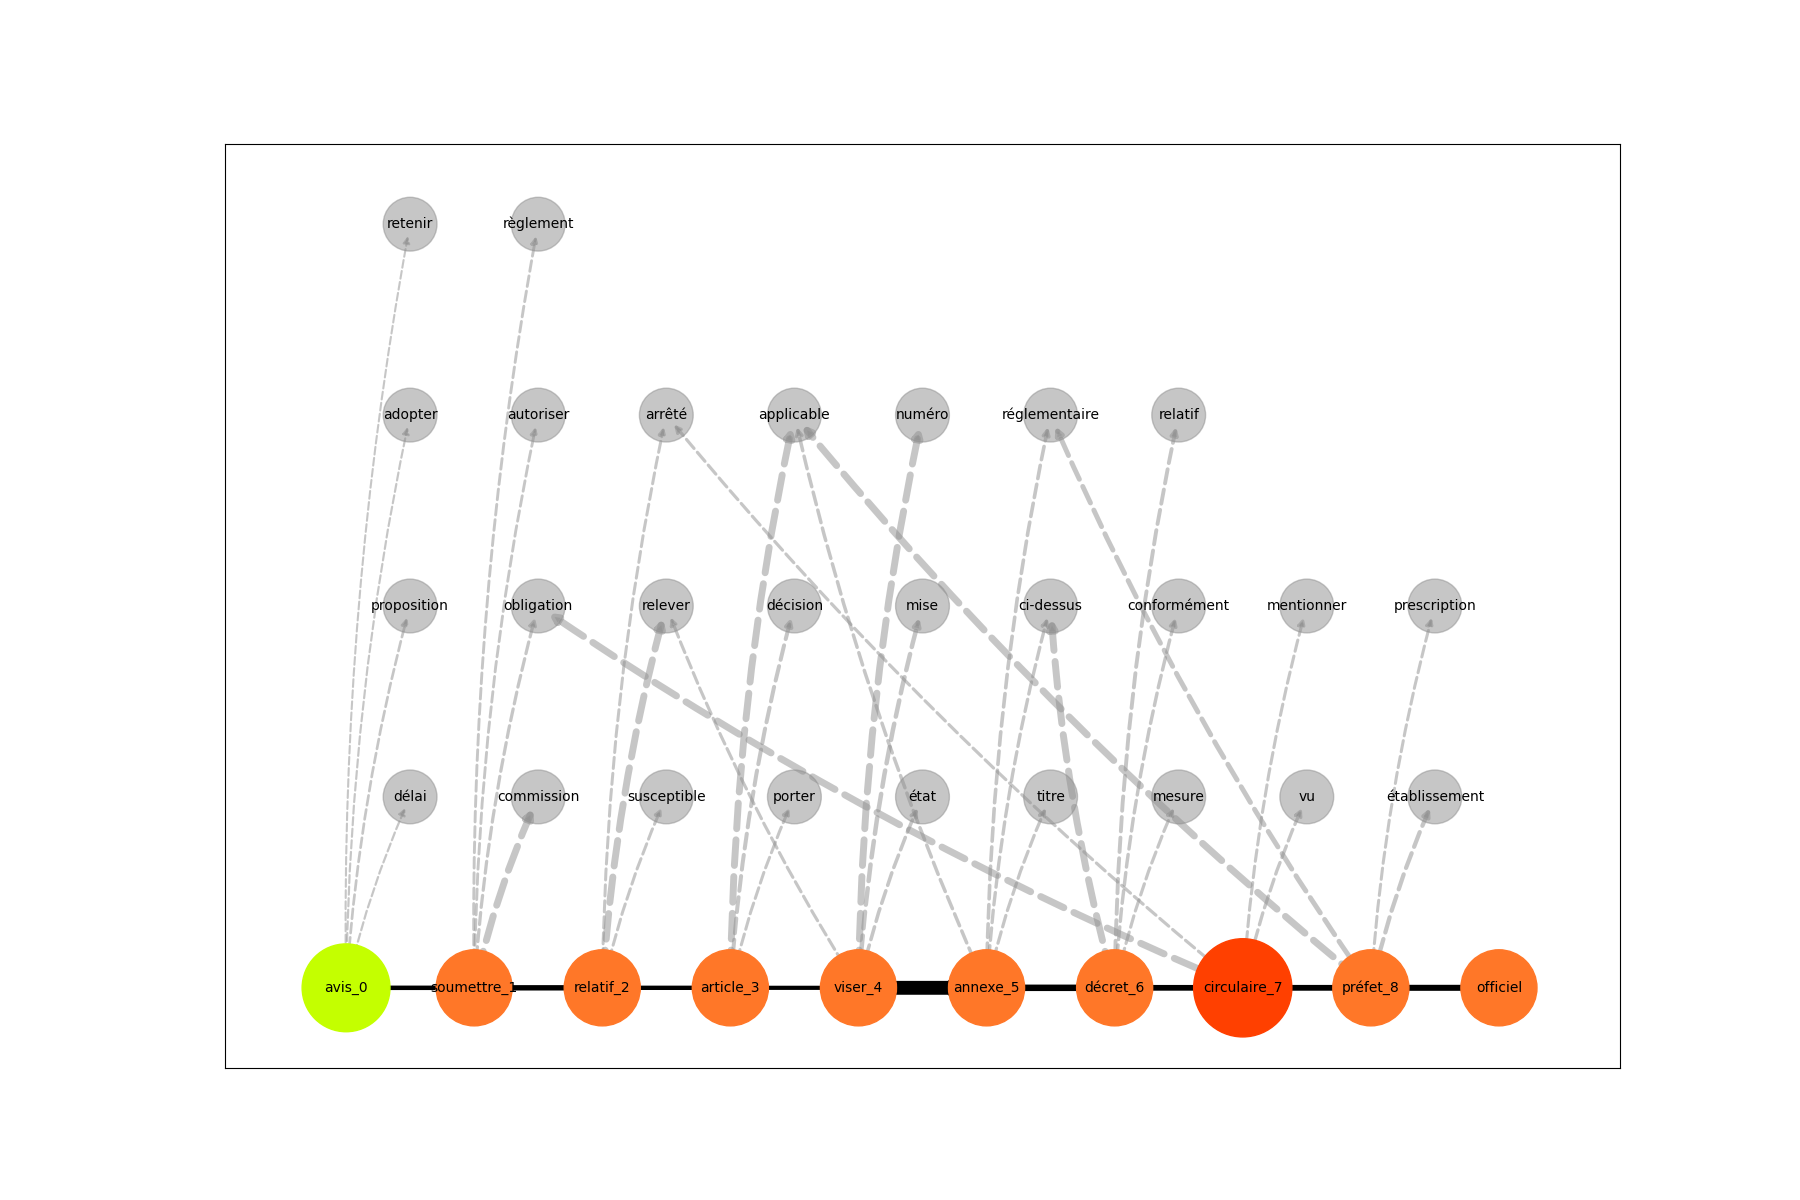 retenir règlement
adopter autoriser arrêté applicable numéro réglementaire relatif
proposition obligation relever décision mise ci-dessus conformément mentionner prescription
délai commission susceptible porter état titre mesure vu établissement
avis_0 soumettre_1 relatif_2 article_3 viser_4 annexe_5 décret_6 circulaire_7 préfet_8 officiel